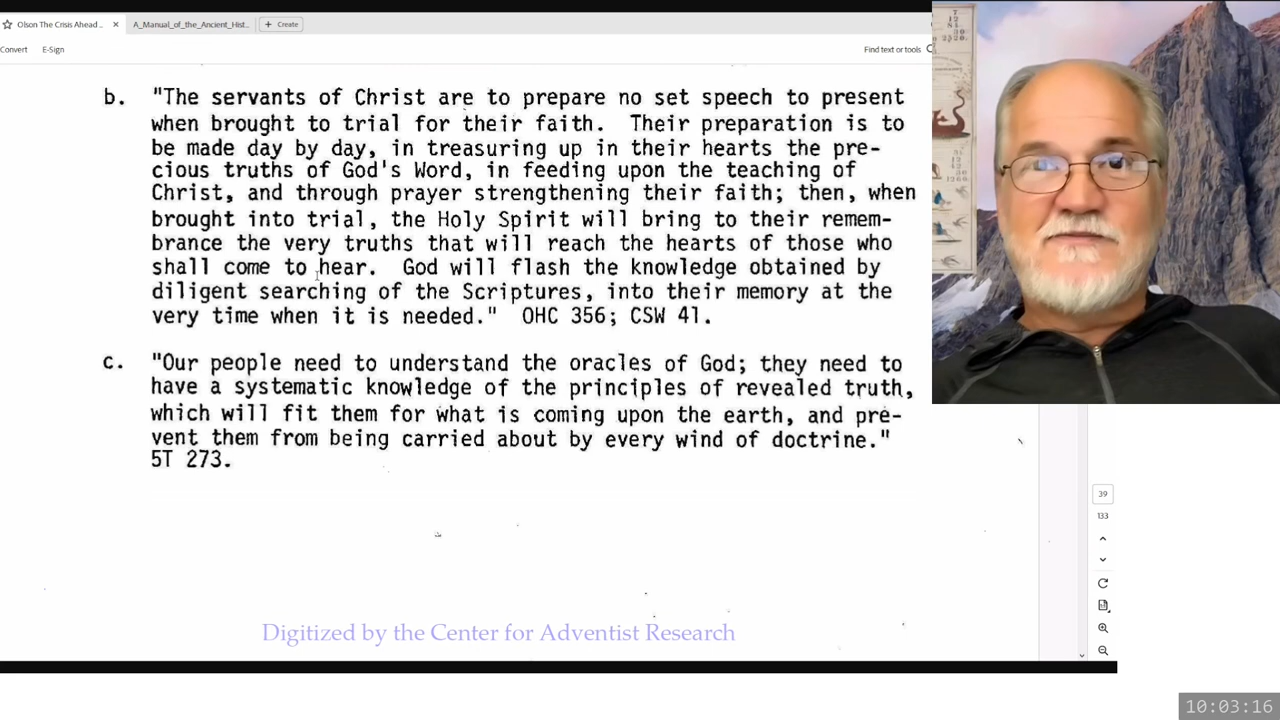 Olson The Crisis Ahead ..
A_Manual_of_the_Ancient_Hist..
Create
Convert
E-Sign
Find text or tools
b. "The servants of Christ are to prepare no set speech to present
when brought to trial for their faith. Their preparation is to
be made day by day, in treasuring up in their hearts the pre-
cious truths of God's Word, in feeding upon the teaching of
Christ, and through prayer strengthening their faith; then, when
brought into trial, the Holy Spirit will bring to their remem-
brance the very truths that will reach the hearts of those who
shall come to hear. God will flash the knowledge obtained by
diligent searching of the Scriptures, into their memory at the
very time when it is needed." OHC 356; CSW 41.
c. "Our people need to understand the oracles of God; they need to
have a systematic knowledge of the principles of revealed truth,
which will fit them for what is coming upon the earth, and pre-
vent them from being carried about by every wind of doctrine."
5T 273.
Digitized by the Center for Adventist Research
39
133
7
12
30
2520
12
1260
10:03:16